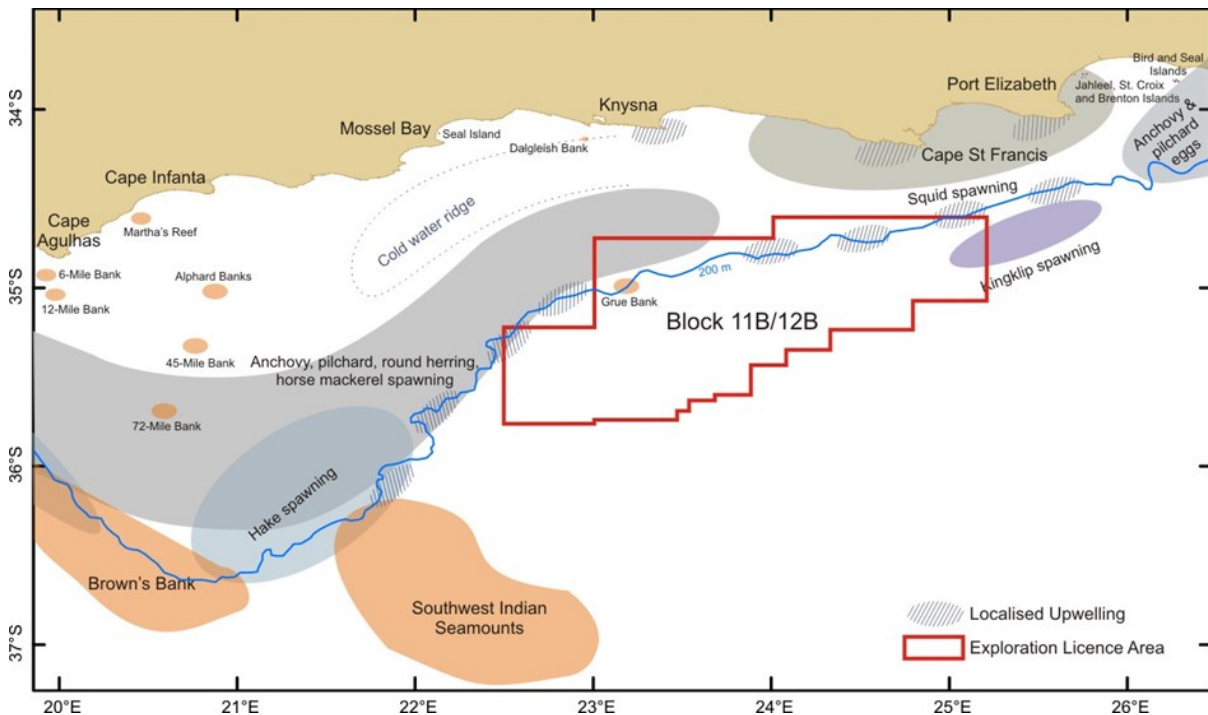 Bird and Seal
Islands
Port Elizabeth
Jahleel, St. Croix
and Brenton Islands
34°S
Knysna
Mossel Bay
Seal Island
Dalgleish Bank
Anchovy &
pilchard
eggs
Cape St Francis
Cape Infanta
Squid spawning
Cape
Agulhas
Martha's Reef
Cold water ridge
Kingklip spawning
6-Mile Bank
Alphard Banks
200 m
35°S
12-Mile Bank
Grue Bank
Block 11B/12B
45-Mile Bank
Anchovy, pilchard, round herring,
horse mackerel spawning
72-Mile Bank
36°S
Hake spawning
Brown's Bank
Southwest Indian
Seamounts
Localised Upwelling
Exploration Licence Area
37°S
20°E
21°E
22°E
23°E
24°E
25°E
26°E